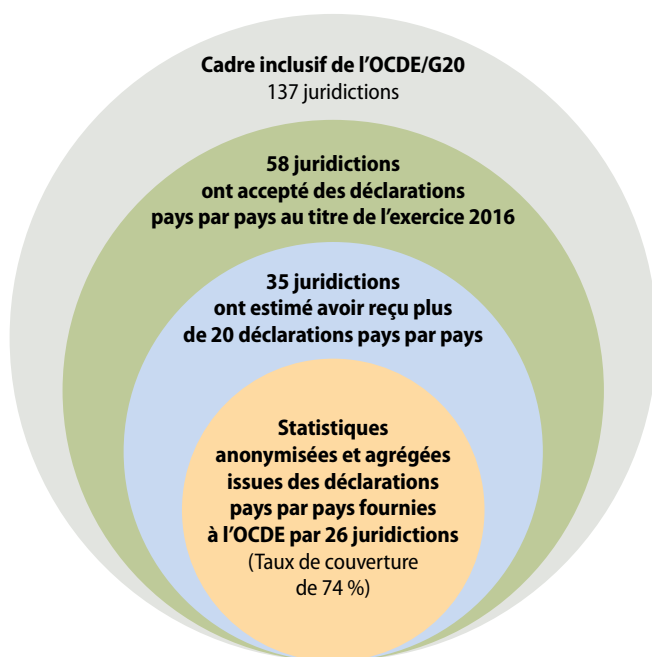 Cadre inclusif de l’OCDE/G20
137 juridictions
58 juridictions
ont accepté des déclarations
pays par pays au titre de l’exercice 2016
35 juridictions
ont estimé avoir reçu plus
de 20 déclarations pays par pays
Statistiques
anonymisées et agrégées
issues des déclarations
pays par pays fournies
à l’OCDE par 26 juridictions
(Taux de couverture
de 74 %)